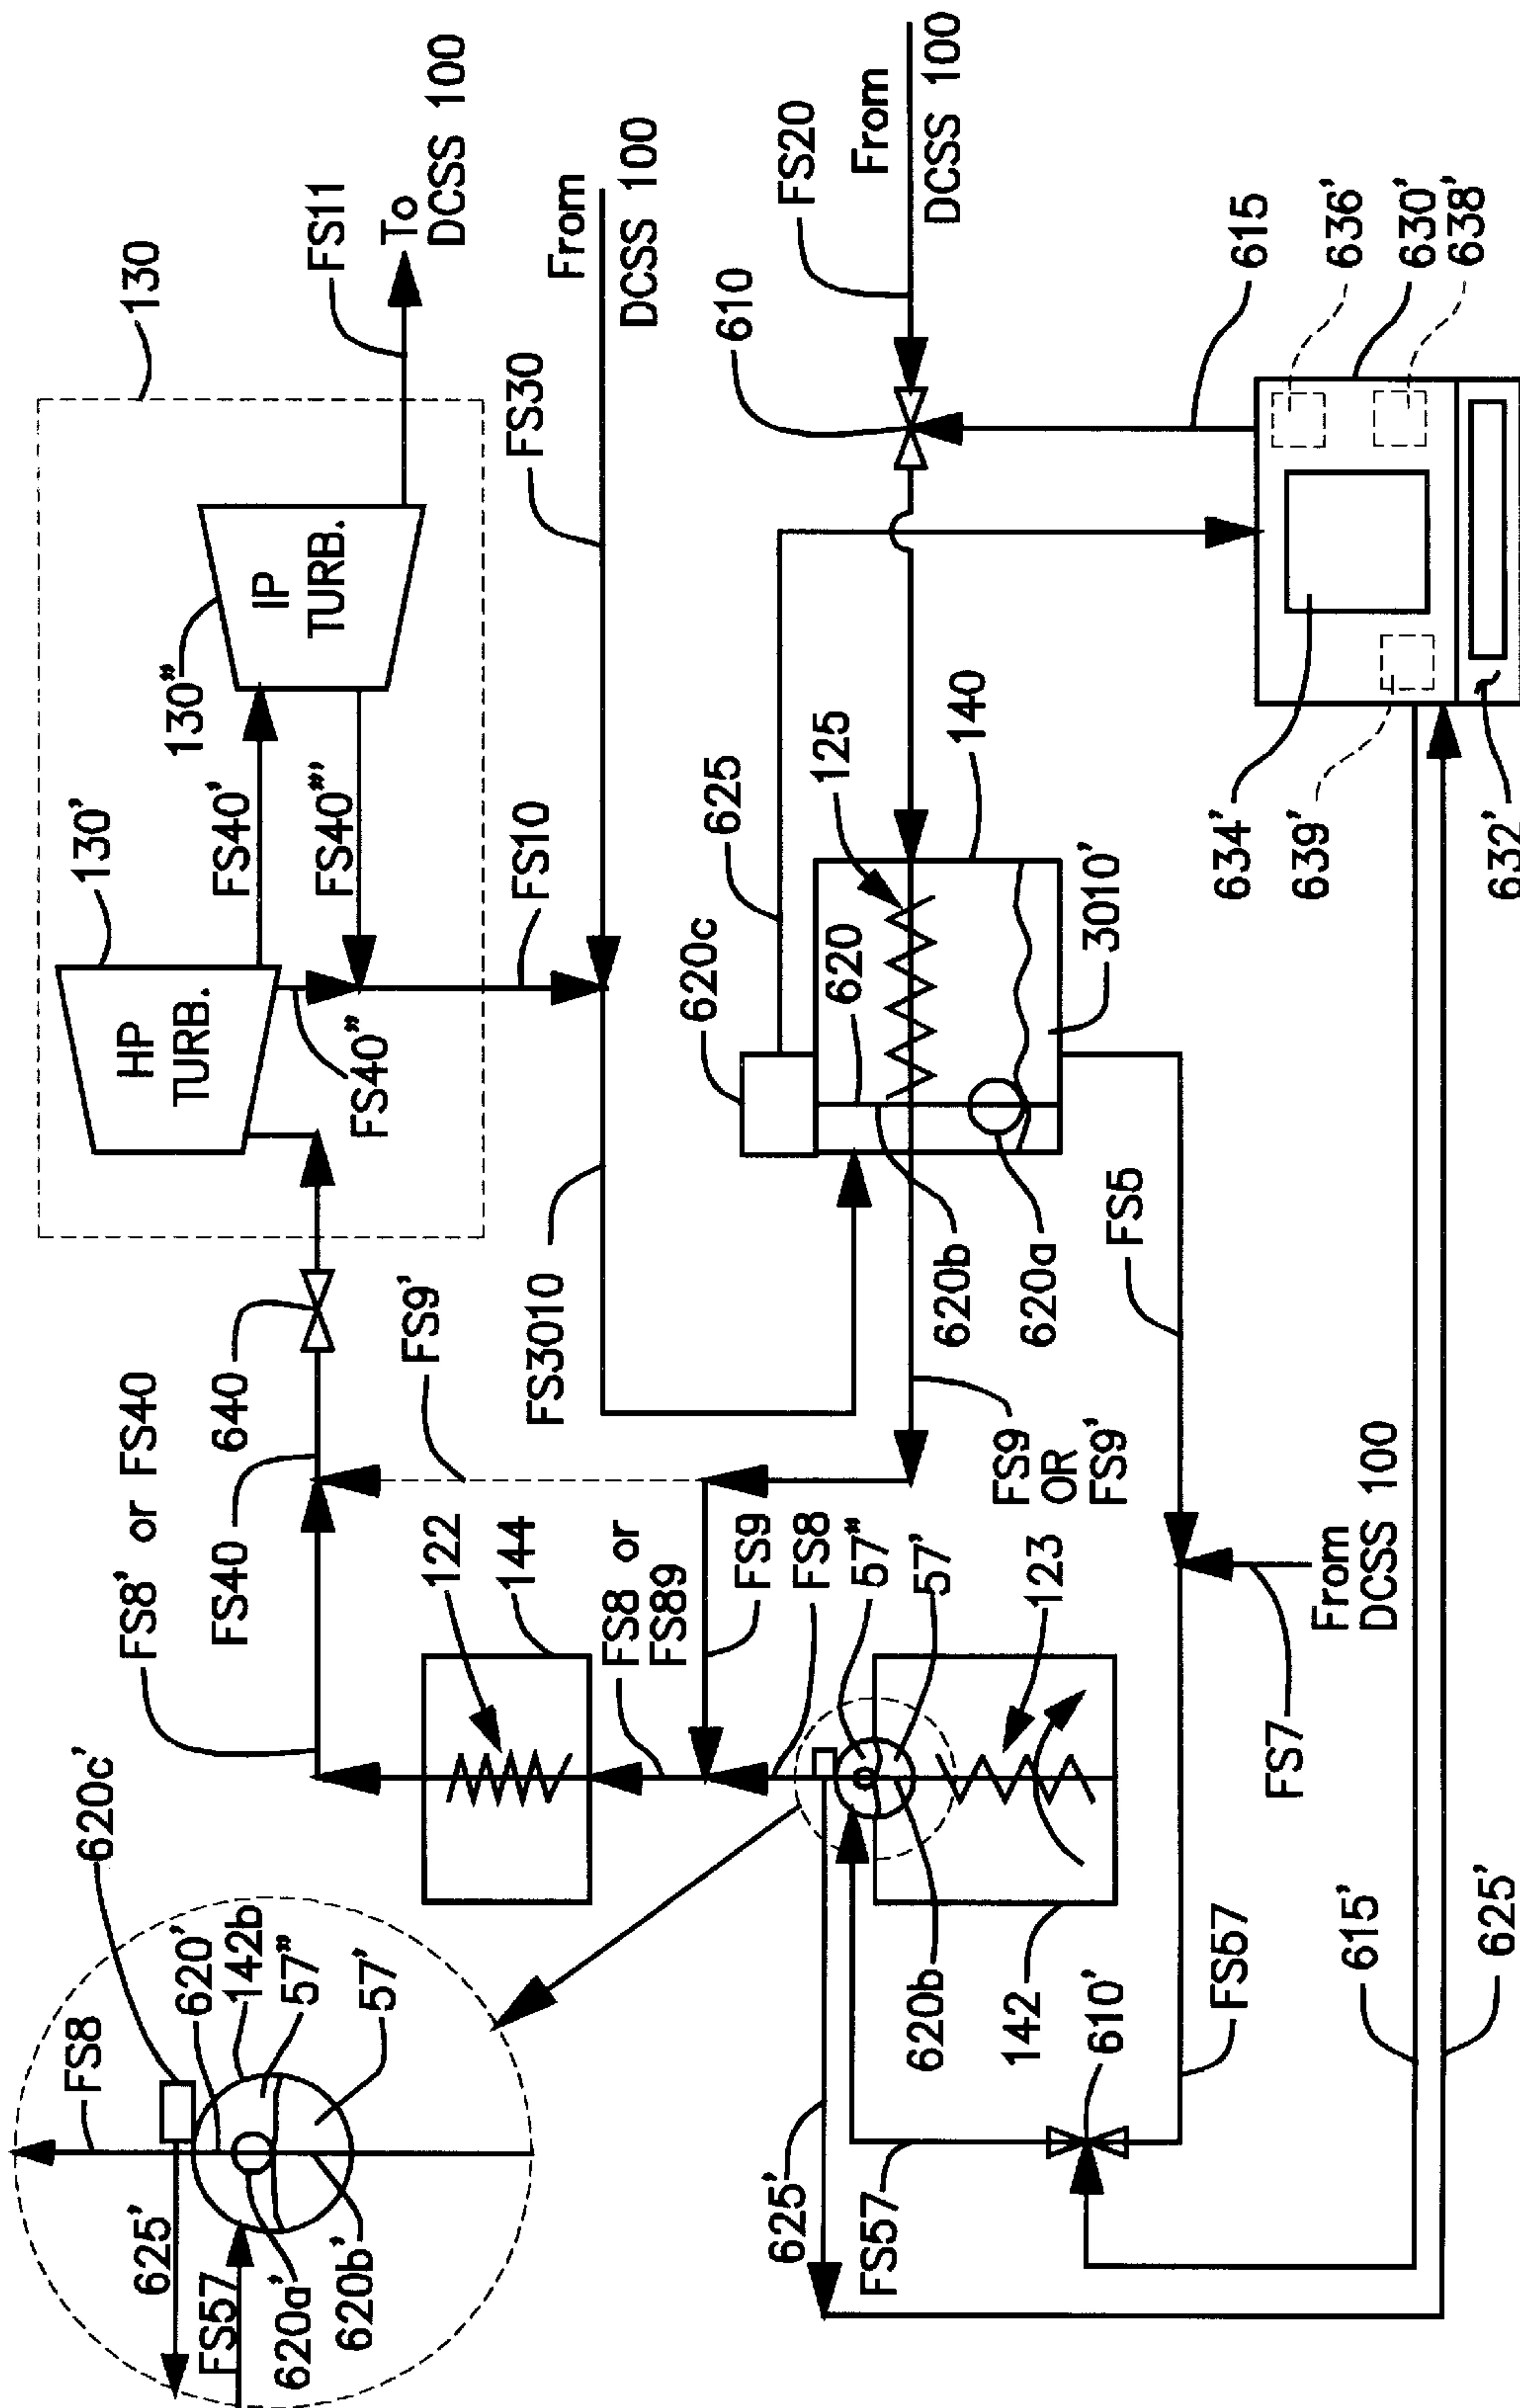 130
FS11
To
DCSS 100
From
DCSS 100
FS20
From
DCSS 100
HP
TURB.
IP
TURB.
130'
130"
FS40'
FS40"'
FS40"
FS10
FS30
610
615
636'
630'
638'
634'
639'
632'
625
620c
125
140
620
3010'
620b
620a
FS3010
FS5
FS9'
640
FS40
FS8' or FS40
FS9
OR
FS9'
122
144
FS8 or
FS89
FS9
FS8
57"
57'
123
From
DCSS 100
FS7
620c'
FS8
620'
142b
57"
57'
625'
FS57
620a'
620b'
620b
142
610'
FS57
625'
FS57
615'
625'